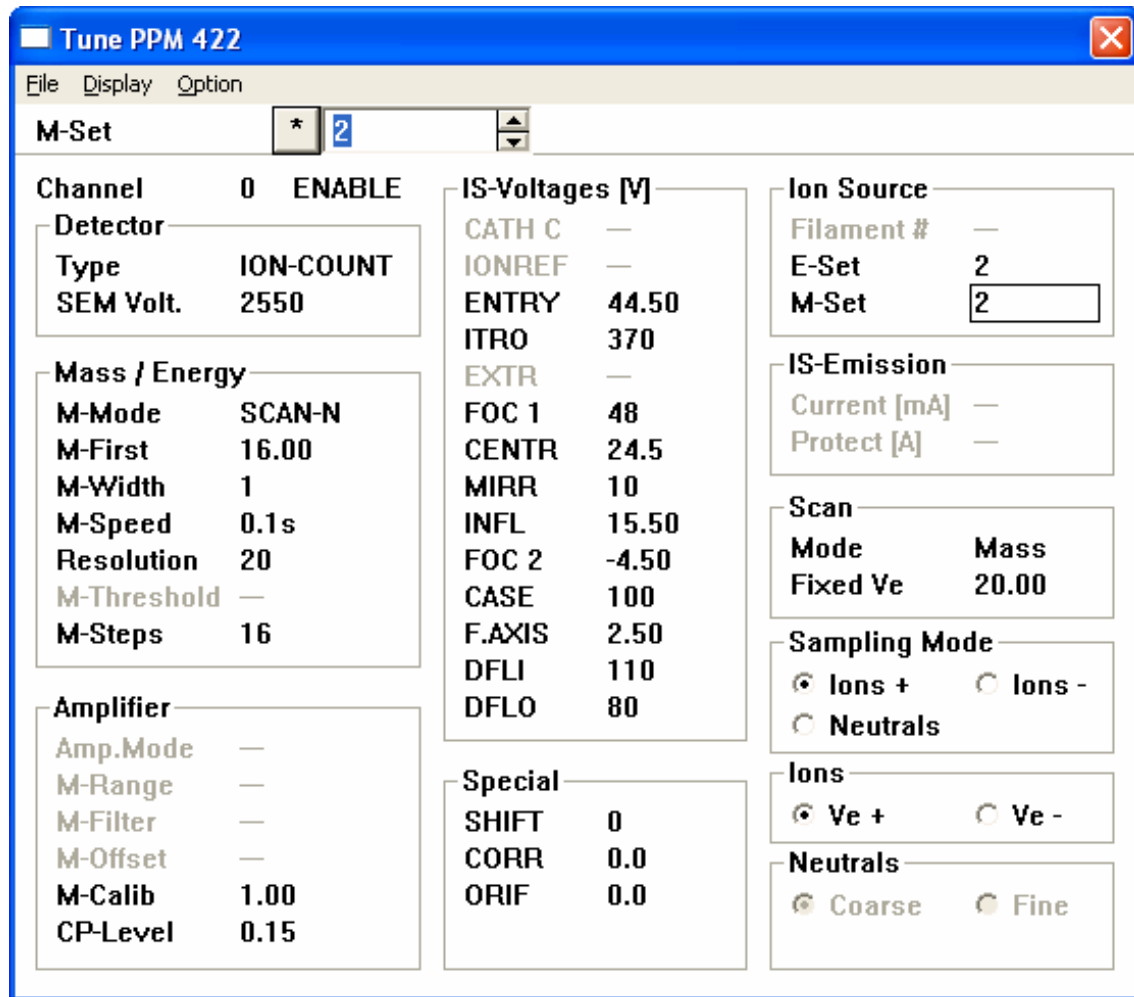 Tune PPM 422
File Display Option
M-Set * 2
Channel 0 ENABLE
Detector
Type ION-COUNT
SEM Volt. 2550
Mass / Energy
M-Mode SCAN-N
M-First 16.00
M-Width 1
M-Speed 0.1s
Resolution 20
M-Threshold —
M-Steps 16
Amplifier
Amp.Mode —
M-Range —
M-Filter —
M-Offset —
M-Calib 1.00
CP-Level 0.15
IS-Voltages [V]
CATH C —
IONREF —
ENTRY 44.50
ITRO 370
EXTR —
FOC 1 48
CENTR 24.5
MIRR 10
INFL 15.50
FOC 2 -4.50
CASE 100
F.AXIS 2.50
DFLI 110
DFLO 80
Special
SHIFT 0
CORR 0.0
ORIF 0.0
Ion Source
Filament # —
E-Set 2
M-Set 2
IS-Emission
Current [mA] —
Protect [A] —
Scan
Mode Mass
Fixed Ve 20.00
Sampling Mode
Ions + Ions -
Neutrals
Ions
Ve + Ve -
Neutrals
Coarse Fine